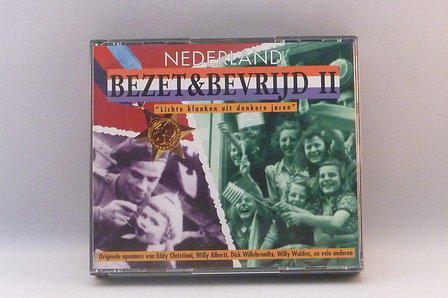 NEDERLAND
BEZET&BEVRIJD II
"Lichte klanken uit donkere jaren"
Originele opnames van Eddy Christiani, Willy Alberti, Dick Willebrandts, Willy Walden, en vele anderen